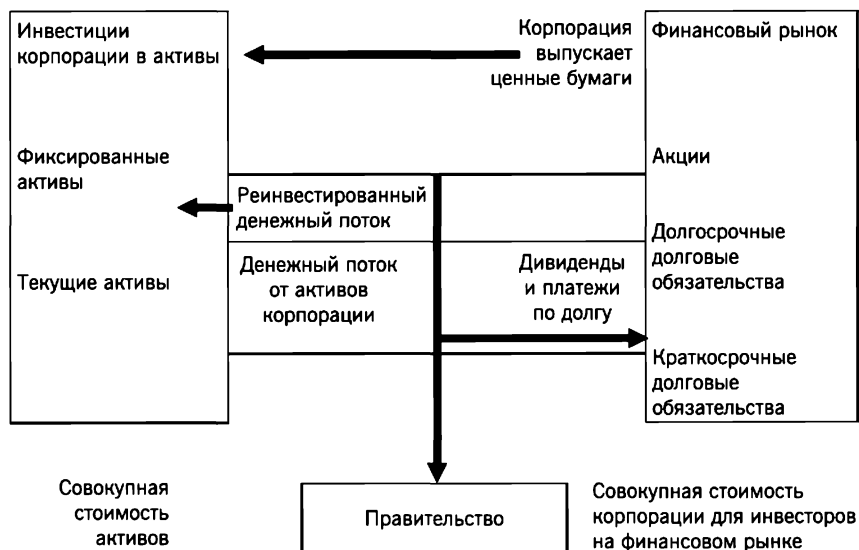 Инвестиции
корпорации в активы
Корпорация
выпускает
ценные бумаги
Финансовый рынок
Фиксированные
активы
Акции
Реинвестированный
денежный поток
Текущие активы
Денежный поток
от активов
корпорации
Дивиденды
и платежи
по долгу
Долгосрочные
долговые
обязательства
Краткосрочные
долговые
обязательства
Совокупная
стоимость
активов
Правительство
Совокупная стоимость
корпорации для инвесторов
на финансовом рынке